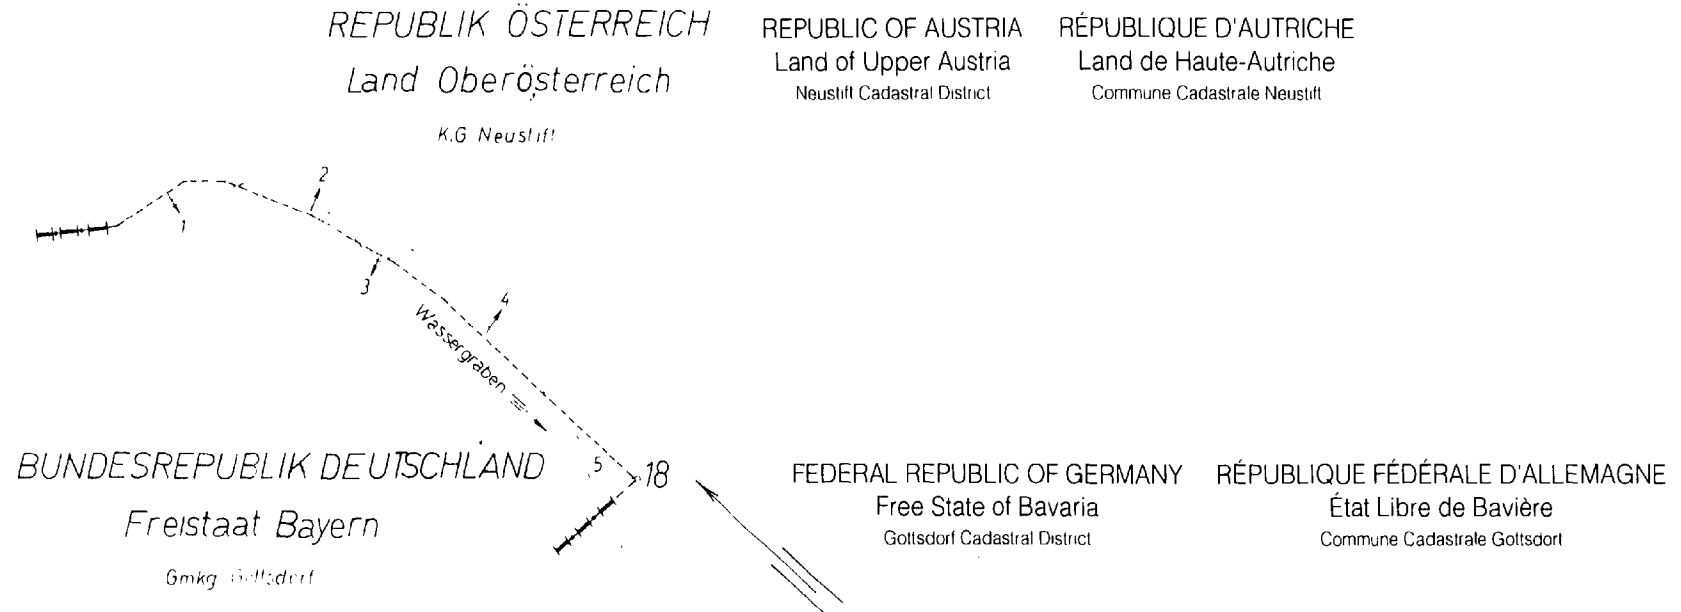 REPUBLIK ÖSTERREICH
Land Oberösterreich
K.G Neustift
REPUBLIC OF AUSTRIA
Land of Upper Austria
Neustift Cadastral District
RÉPUBLIQUE D'AUTRICHE
Land de Haute-Autriche
Commune Cadastrale Neustift
2
1
3
4
Wassergraben
5
18
BUNDESREPUBLIK DEUTSCHLAND
Freistaat Bayern
Gmkg Gottsdorf
FEDERAL REPUBLIC OF GERMANY
Free State of Bavaria
Gottsdorf Cadastral District
RÉPUBLIQUE FÉDÉRALE D'ALLEMAGNE
État Libre de Bavière
Commune Cadastrale Gottsdorf